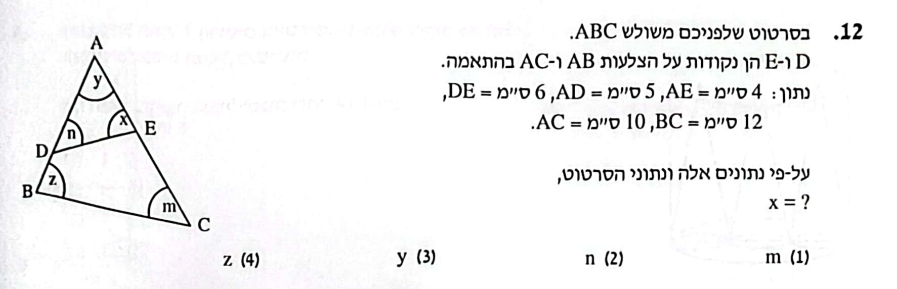 12. בסרטוט שלפניכם משולש ABC.
D ו-E הן נקודות על הצלעות AB ו-AC בהתאמה.
נתון: 4 ס״מ = AE, 5 ס״מ = AD, 6 ס״מ = DE,
12 ס״מ = BC, 10 ס״מ = AC.
על-פי נתונים אלה ונתוני הסרטוט,
x = ?
(1) m
(2) n
(3) y
(4) z
A
y
n
x
E
D
B
z
m
C